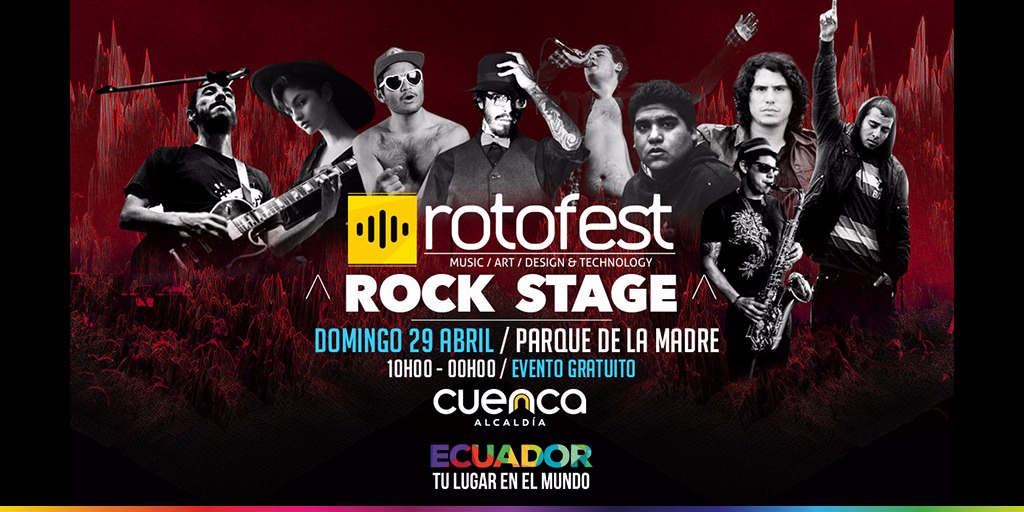 rotofest
MUSIC / ART / DESIGN & TECHNOLOGY
ROCK STAGE
DOMINGO 29 ABRIL / PARQUE DE LA MADRE
10H00 - 00H00 / EVENTO GRATUITO
cuenca
ALCALDÍA
ECUADOR
TU LUGAR EN EL MUNDO